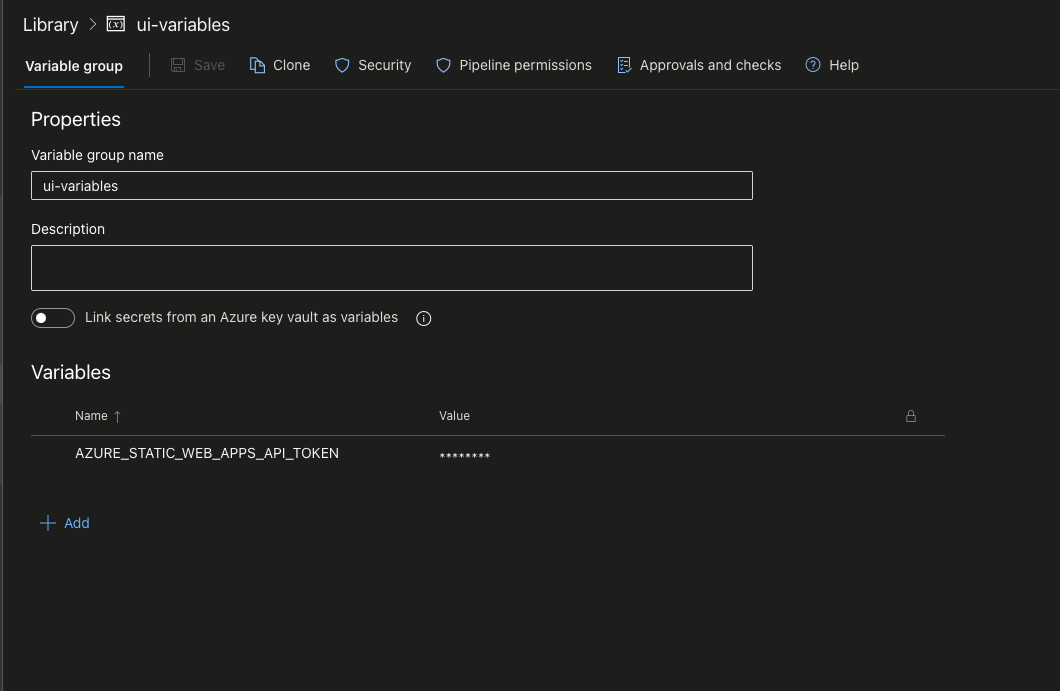 Library > ui-variables
Variable group Save Clone Security Pipeline permissions Approvals and checks Help
Properties
Variable group name
ui-variables
Description
Link secrets from an Azure key vault as variables
Variables
Name ↑ Value
AZURE_STATIC_WEB_APPS_API_TOKEN ********
+ Add